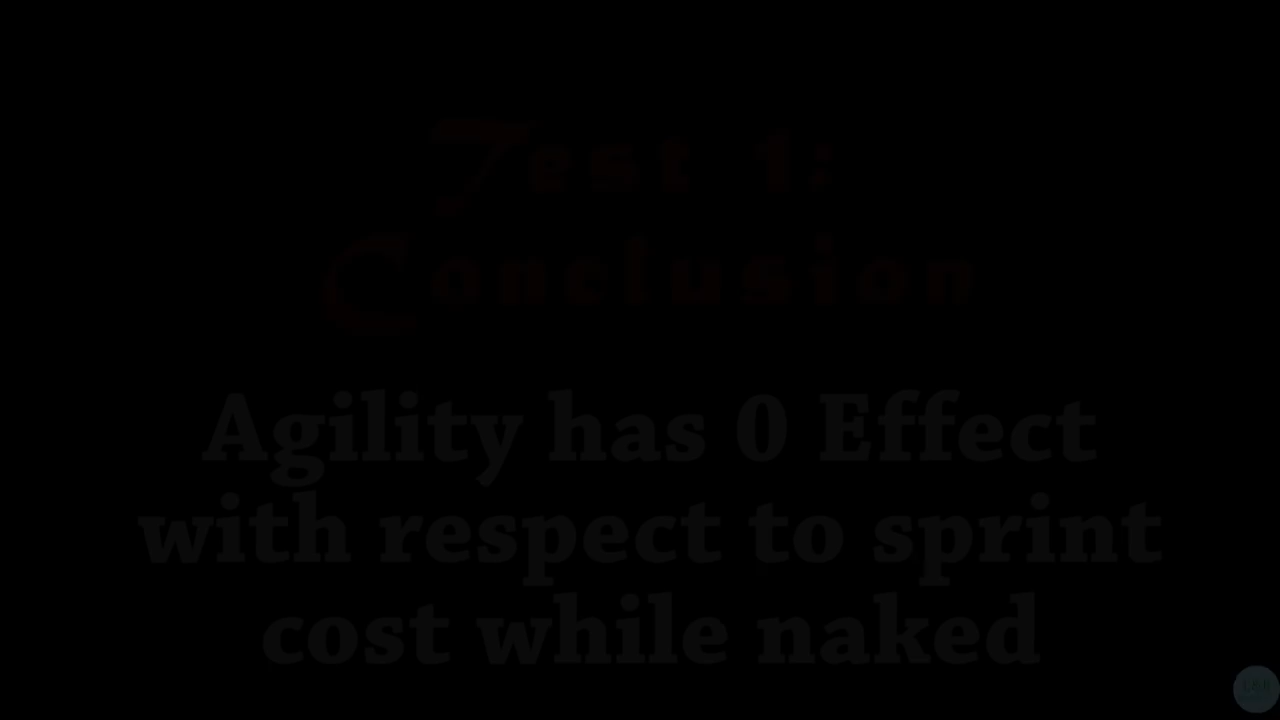 Test 1:
Conclusion
Agility has 0 Effect
with respect to sprint
cost while naked